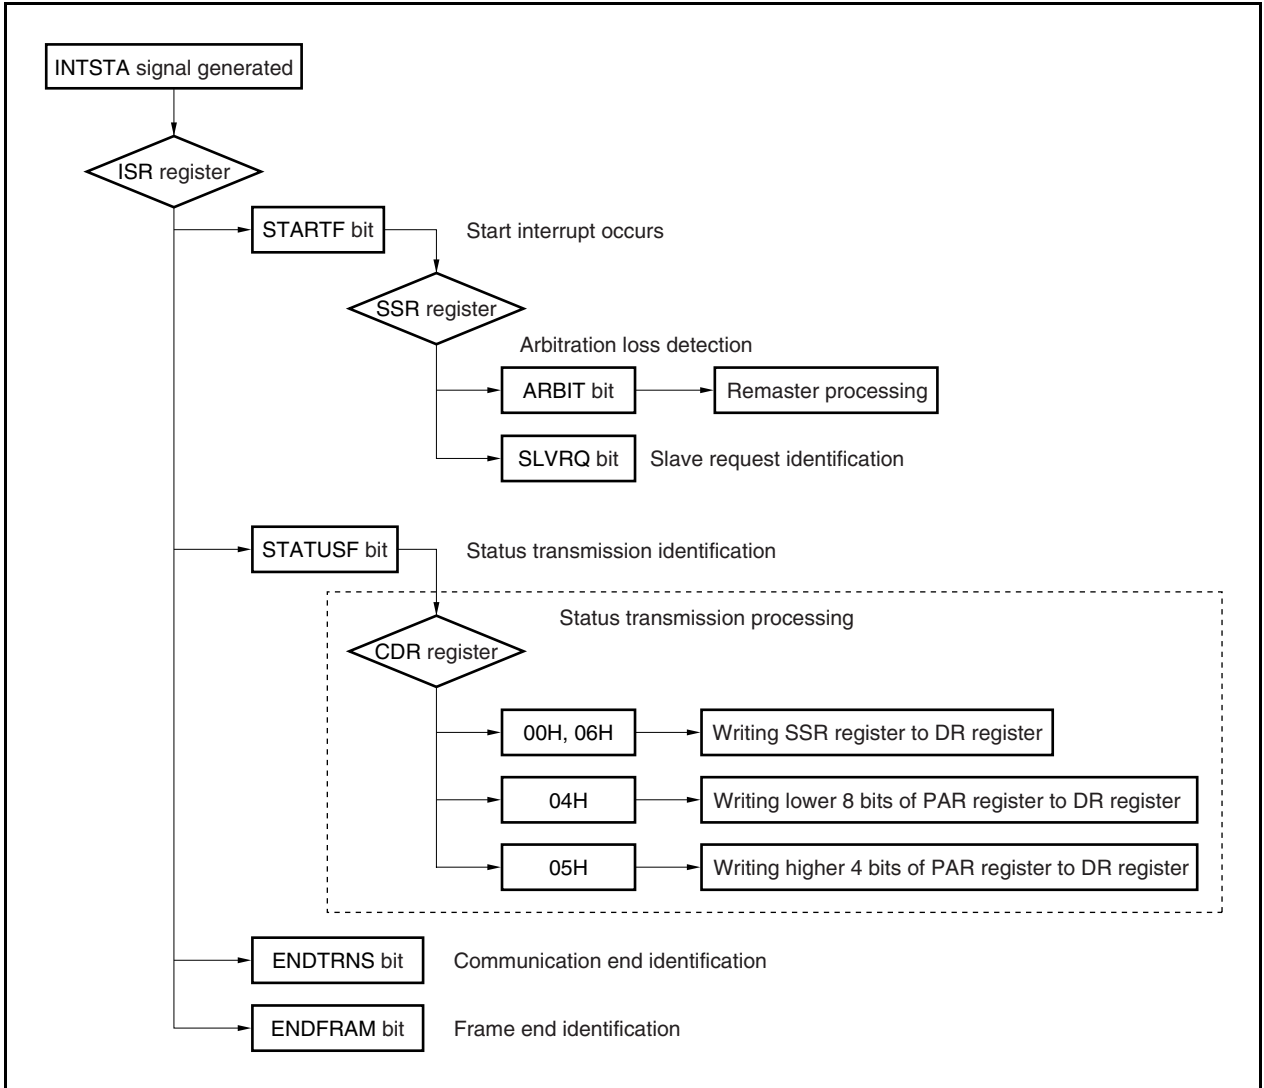 INTSTA signal generated
ISR register
STARTF bit
Start interrupt occurs
SSR register
Arbitration loss detection
ARBIT bit
Remaster processing
SLVRQ bit
Slave request identification
STATUSF bit
Status transmission identification
Status transmission processing
CDR register
00H, 06H
Writing SSR register to DR register
04H
Writing lower 8 bits of PAR register to DR register
05H
Writing higher 4 bits of PAR register to DR register
ENDTRNS bit
Communication end identification
ENDFRAM bit
Frame end identification